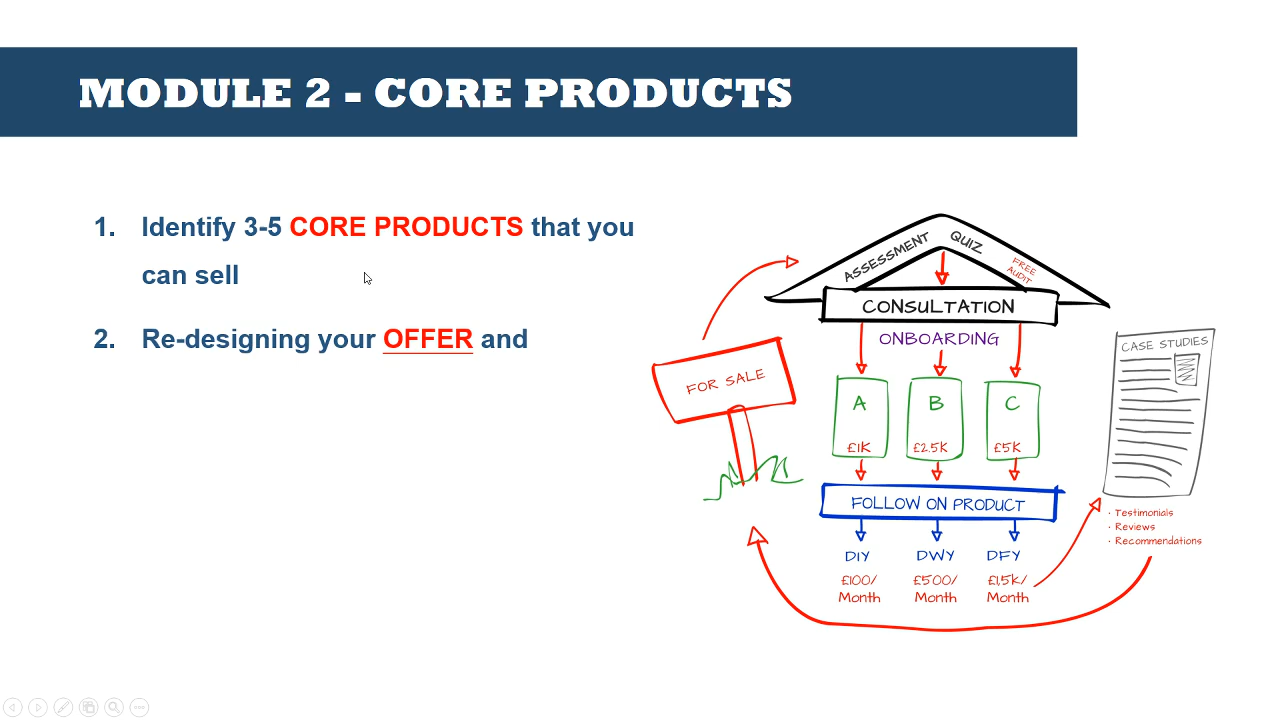 MODULE 2 - CORE PRODUCTS
1. Identify 3-5 CORE PRODUCTS that you
can sell
2. Re-designing your OFFER and
ASSESSMENT QUIZ FREE
AUDIT
CONSULTATION
ONBOARDING
FOR SALE
A B C
£1K £2.5K £5K
FOLLOW ON PRODUCT
DIY DWY DFY
£100/ £500/ £1,5K/
Month Month Month
CASE STUDIES
• Testimonials
• Reviews
• Recommendations